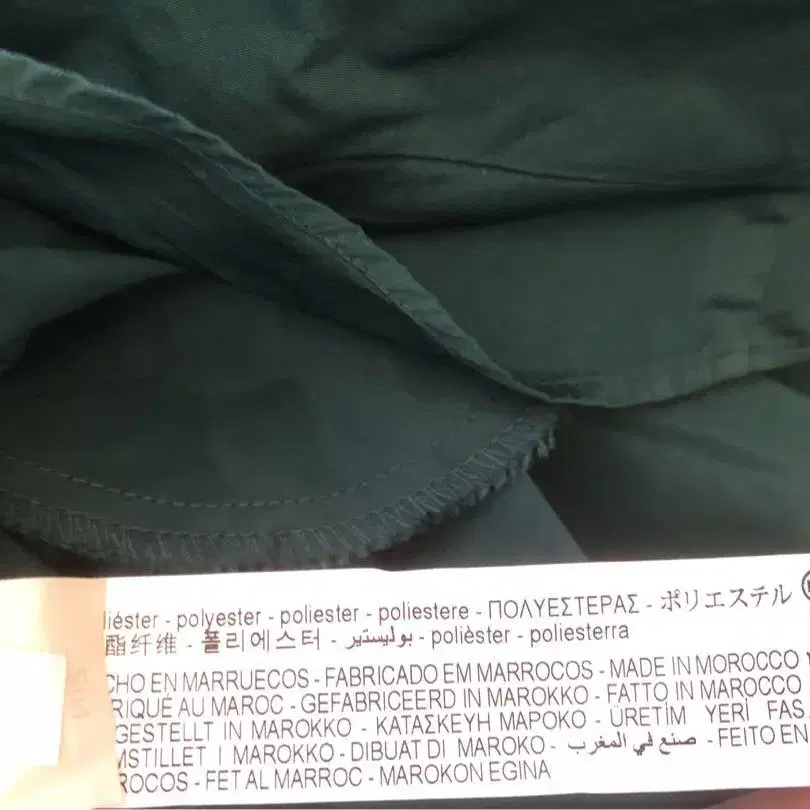 liéster - polyester - poliester - poliestere - ΠΟΛΥΕΣΤΕΡΑΣ - ポリエステル
酯纤维 - 폴리에스터 - بوليستير - polièster - poliesterra
CHO EN MARRUECOS - FABRICADO EM MARROCOS - MADE IN MOROCCO
RIQUÉ AU MAROC - GEFABRICEERD IN MAROKKO - FATTO IN MAROCCO
GESTELLT IN MAROKKO - ΚΑΤΑΣΚΕΥΗ ΜΑΡΟΚΟ - ÜRETİM YERİ FAS
MSTILLET I MAROKKO - DIBUAT DI MAROKO - صنع في المغرب - FEITO EN
ROCOS - FET AL MARROC - MAROKON EGINA